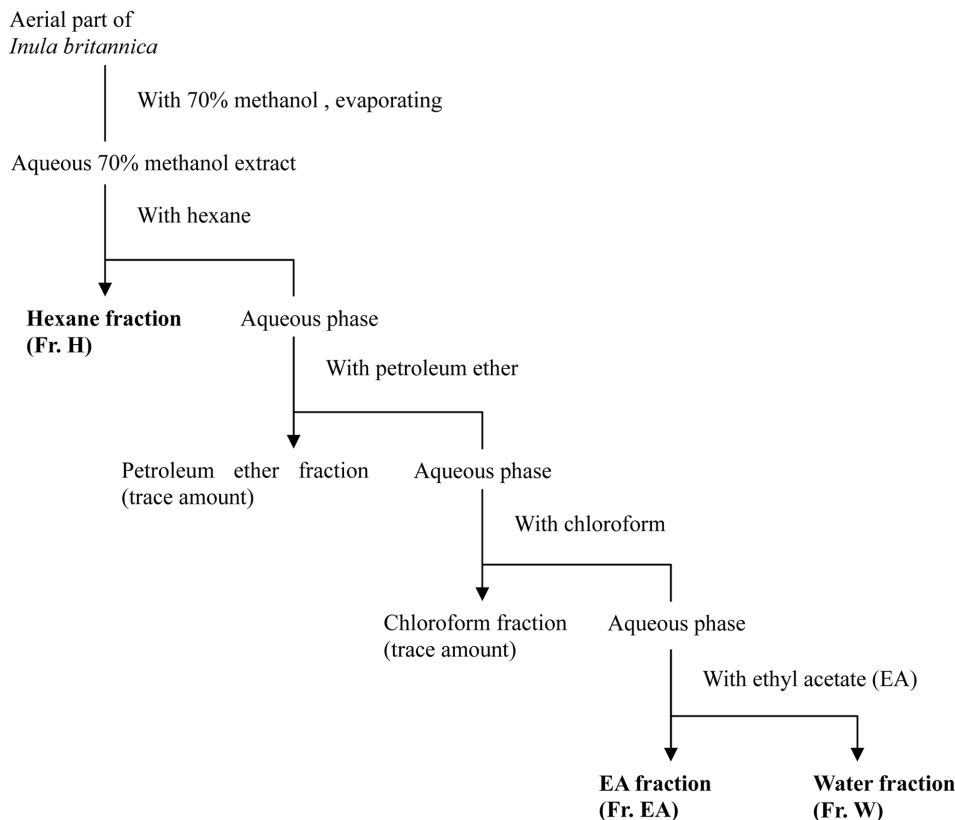 Aerial part of
Inula britannica
With 70% methanol , evaporating
Aqueous 70% methanol extract
With hexane
Hexane fraction
(Fr. H)
Aqueous phase
With petroleum ether
Petroleum ether fraction
(trace amount)
Aqueous phase
With chloroform
Chloroform fraction
(trace amount)
Aqueous phase
With ethyl acetate (EA)
EA fraction
(Fr. EA)
Water fraction
(Fr. W)